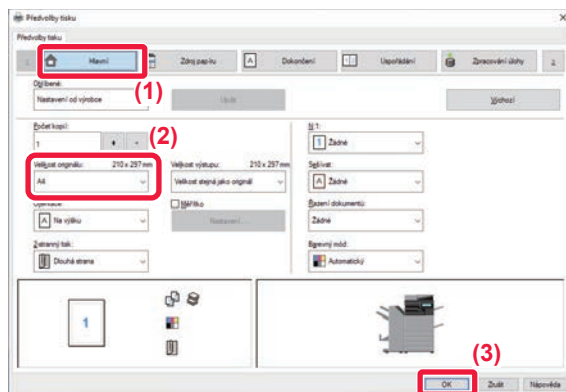 Předvolby tisku
Předvolby tisku
Hlavní
Zdroj papíru
A
Dokončení
Uspořádání
Zpracování úlohy
Oblíbené:
Nastavení od výrobce
(1)
Uložit
Výchozí
Počet kopií:
1
(2)
N-1:
1 Žádné
Velikost originálu: 210 x 297 mm
Velikost výstupu: 210 x 297 mm
Sešívat:
A4
Velikost stejná jako originál
A Žádné
Orientace:
Měřítko
Řazení dokumentů:
A Na výšku
Nastavení...
Žádné
2stranný tisk:
Barevný mód:
Dlouhá strana
Automatický
1
(3)
OK
Zrušit
Nápověda